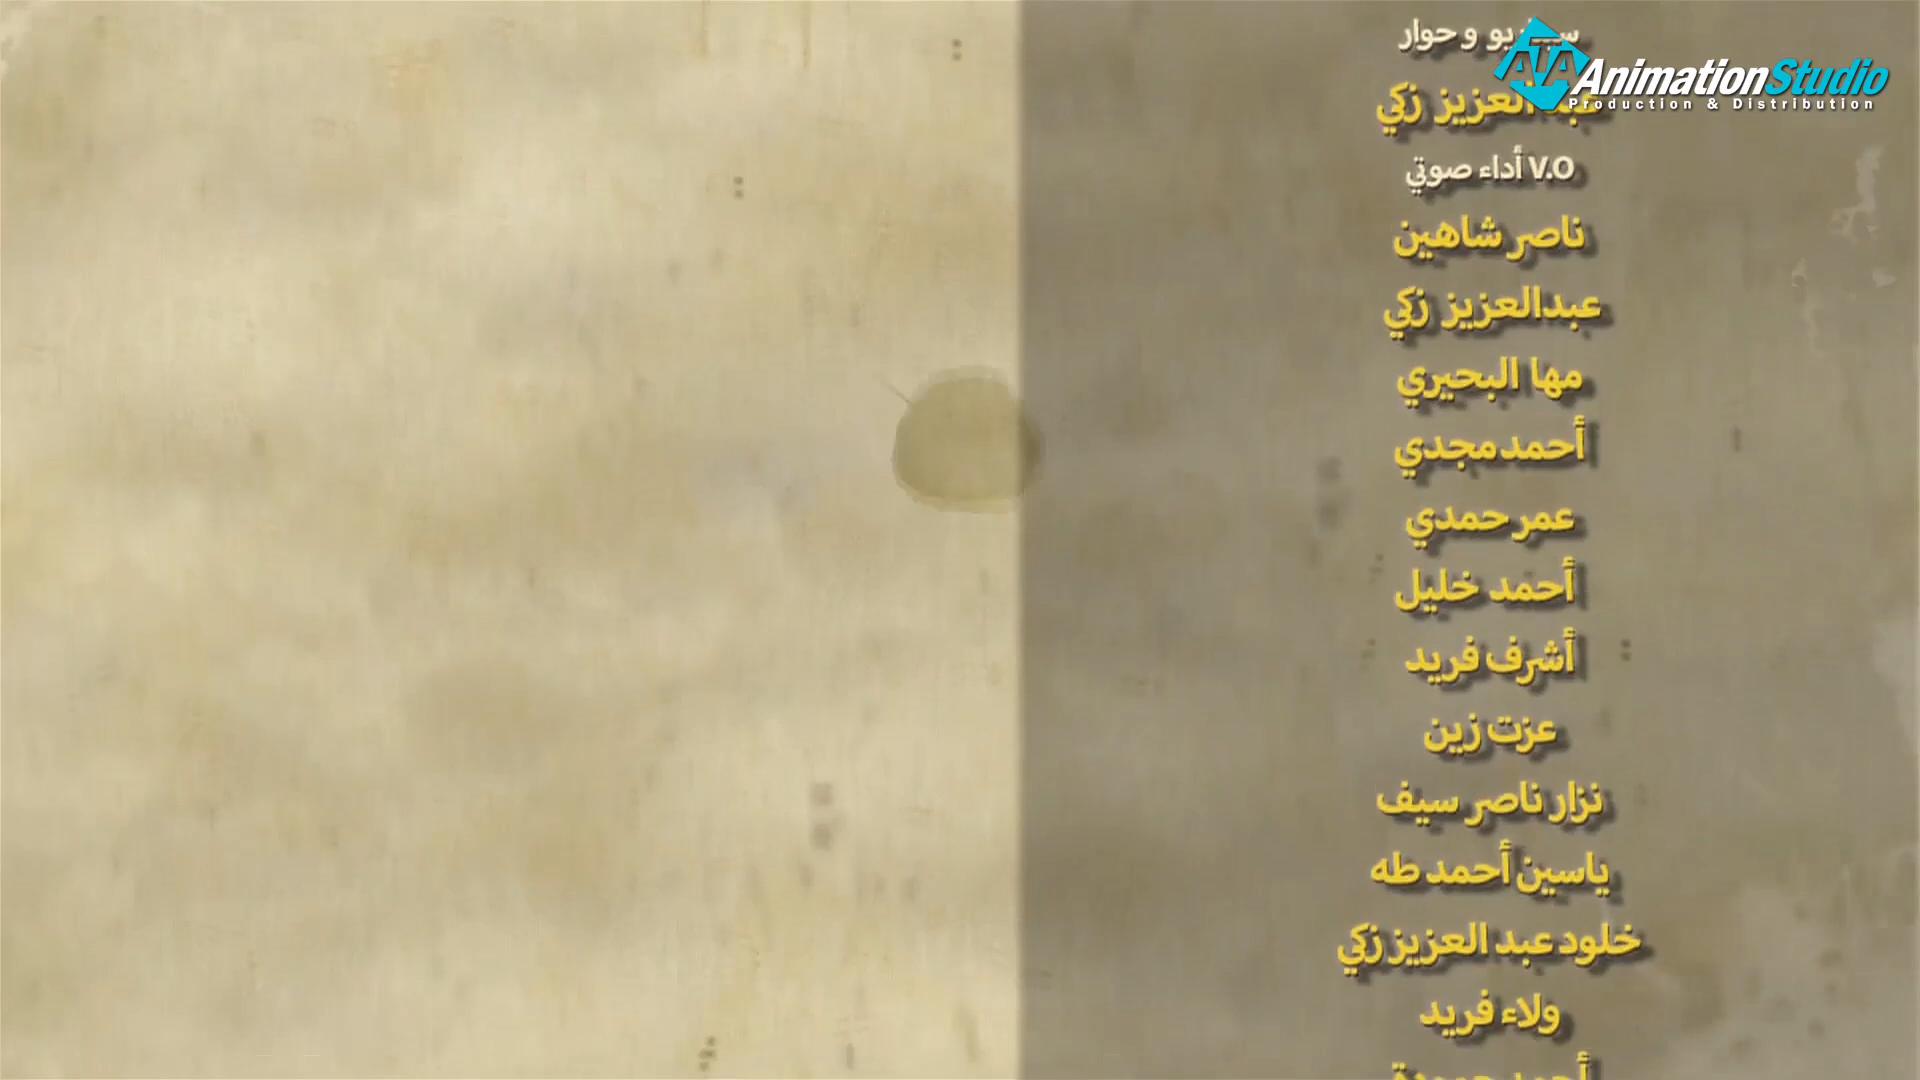 سيناريو و حوار
ATA AnimationStudio
Production & Distribution
عبد العزيز زكي
V.O أداء صوتي
ناصر شاهين
عبدالعزيز زكي
مها البحيري
أحمد مجدي
عمر حمدي
أحمد خليل
أشرف فريد
عزت زين
نزار ناصر سيف
ياسين أحمد طه
خلود عبد العزيز زكي
ولاء فريد